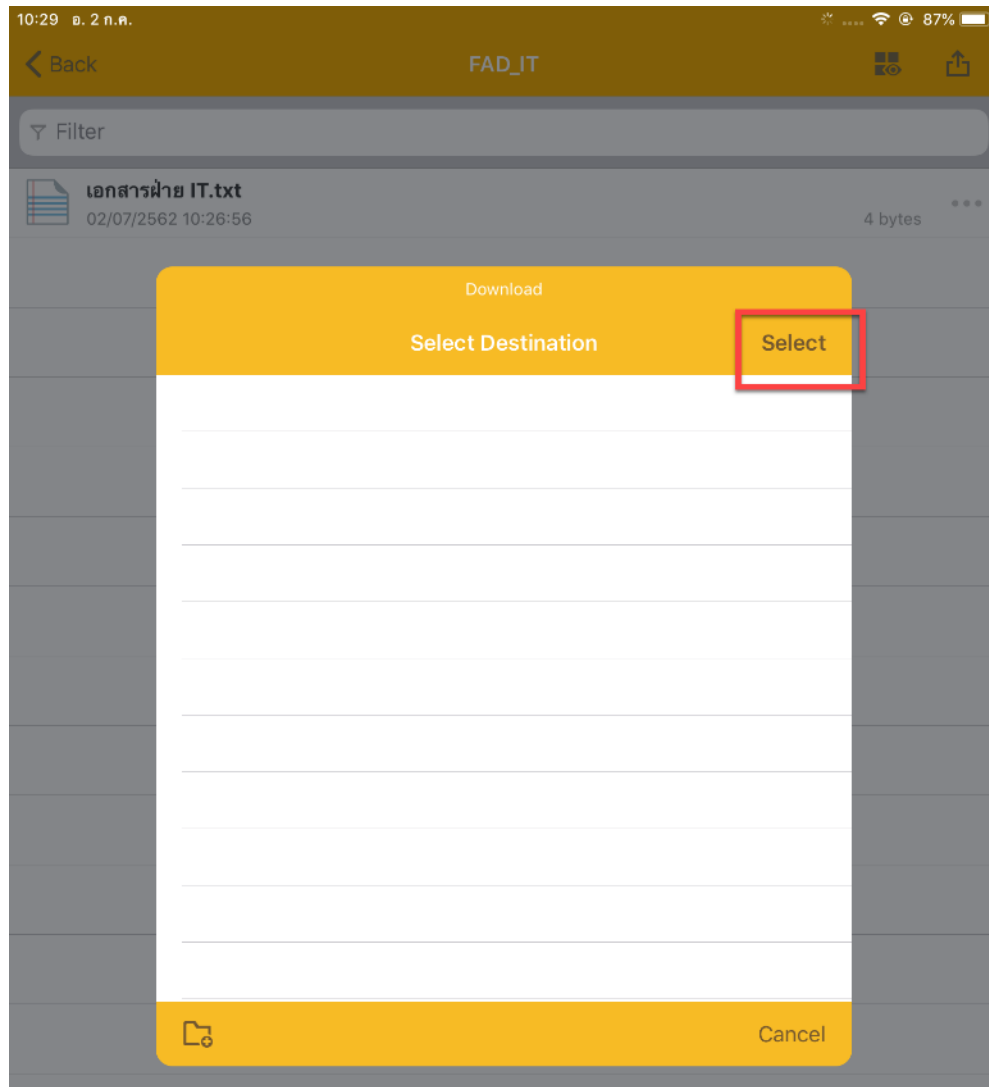 10:29 อ. 2 ก.ค. 87%
Back FAD_IT
Filter
เอกสารฝ่าย IT.txt
02/07/2562 10:26:56 4 bytes
Download
Select Destination Select
Cancel